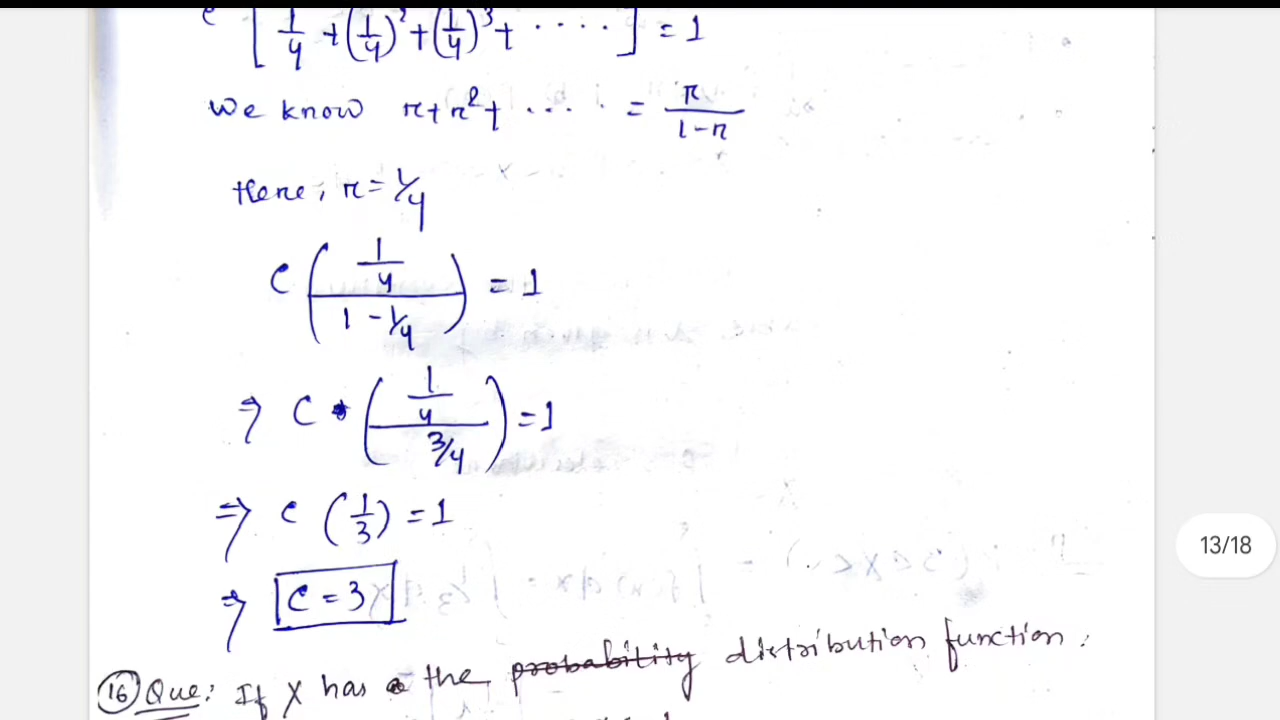 c [ 1/4 + (1/4)² + (1/4)³ + ····· ] = 1
We know r+r²+ ····· = r/(1-r)
Here, r = 1/4
C ( (1/4) / (1 - 1/4) ) = 1
⇒ C · ( (1/4) / (3/4) ) = 1
⇒ c (1/3) = 1
⇒ C = 3
13/18
(16) Que: If X has the probability distribution function.